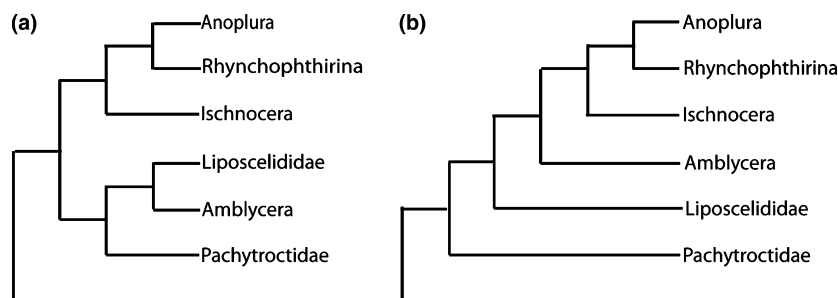 (a)
Anoplura
Rhynchophthirina
Ischnocera
Liposcelididae
Amblycera
Pachytroctidae
(b)
Anoplura
Rhynchophthirina
Ischnocera
Amblycera
Liposcelididae
Pachytroctidae